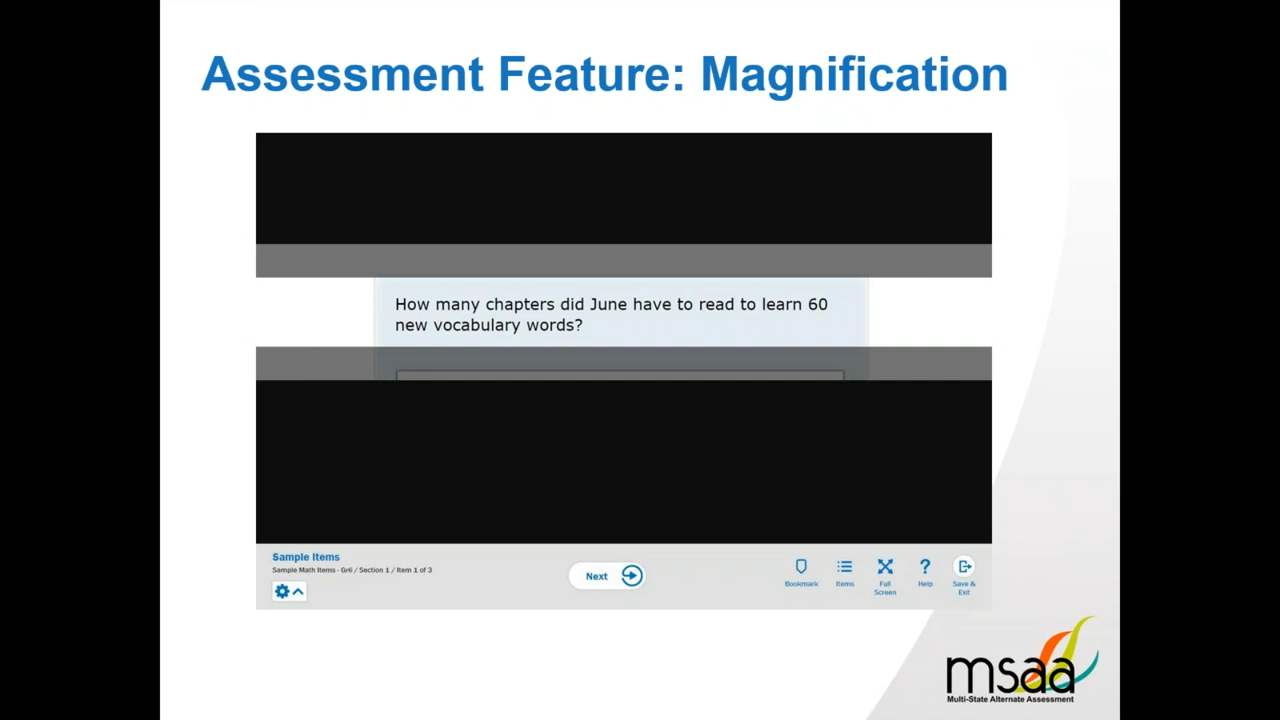 Assessment Feature: Magnification
How many chapters did June have to read to learn 60
new vocabulary words?
Sample Items
Sample Math Items - Gr6 / Section 1 / Item 1 of 3
Next
Bookmark
Items
Full
Screen
Help
Save &
Exit
msaa
Multi-State Alternate Assessment